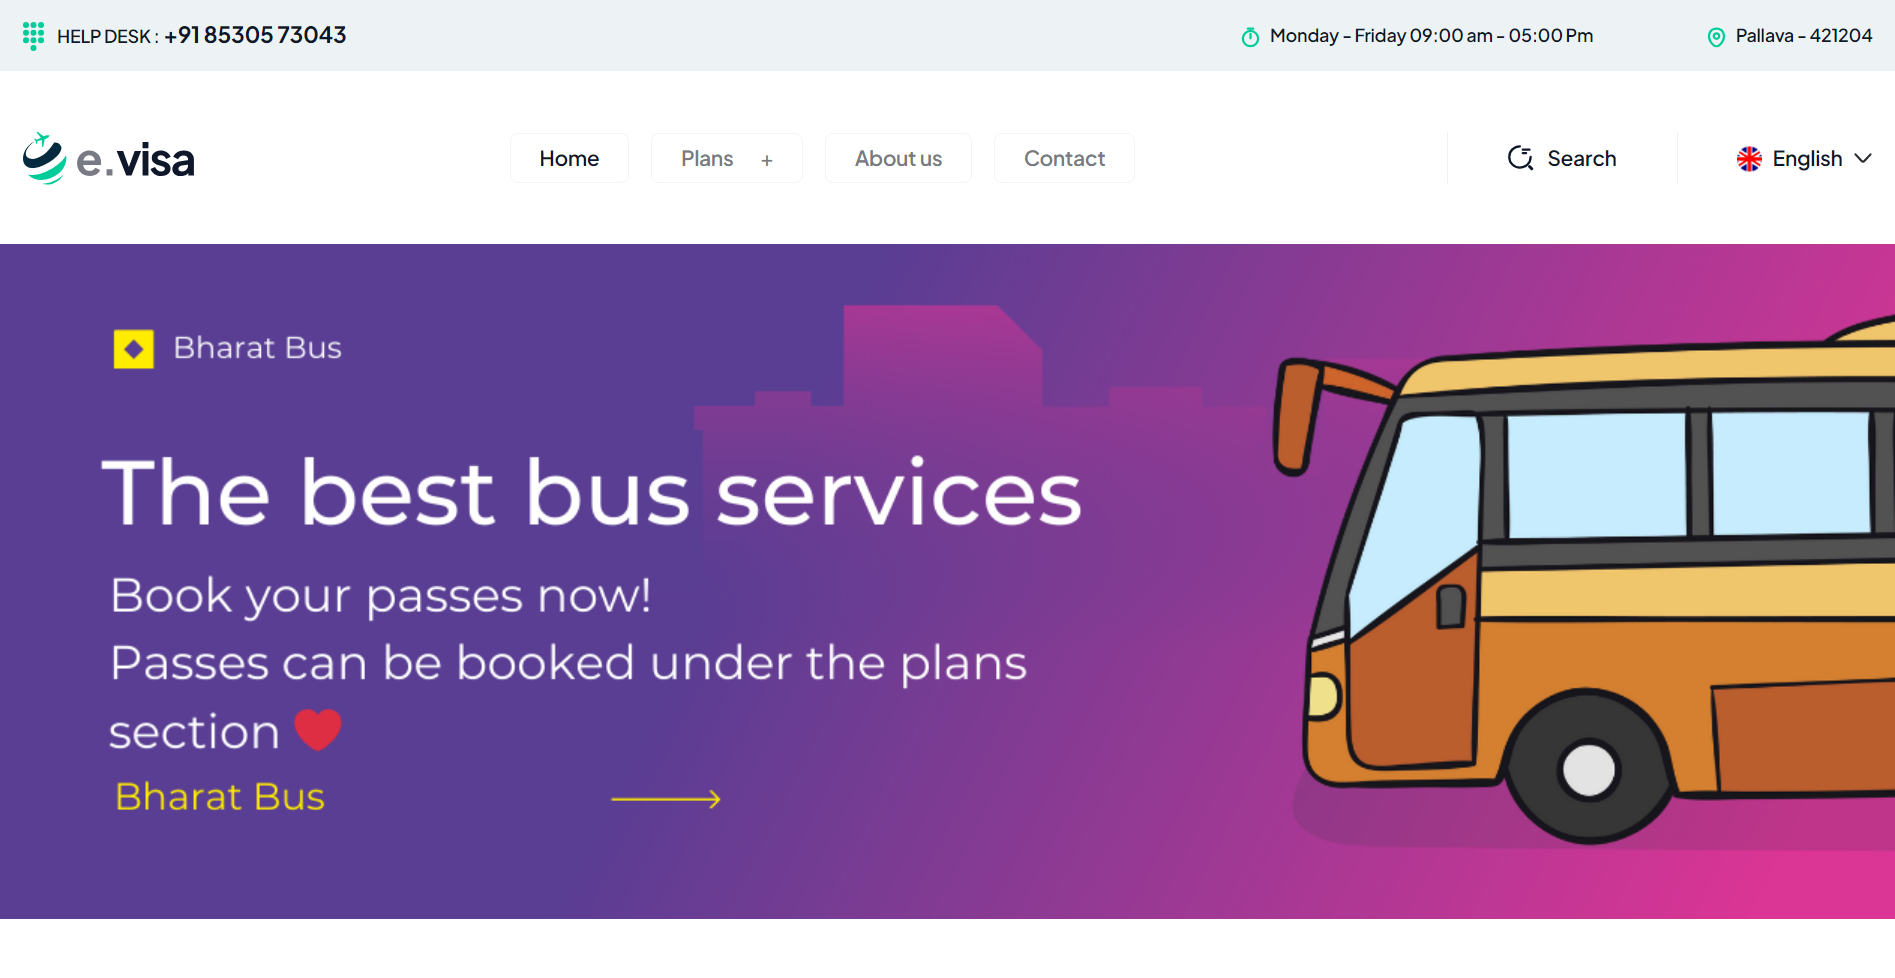 HELP DESK : +91 85305 73043
Monday - Friday 09:00 am - 05:00 Pm
Pallava - 421204
e.visa
Home
Plans +
About us
Contact
Search
English
Bharat Bus
The best bus services
Book your passes now!
Passes can be booked under the plans
section ❤
Bharat Bus